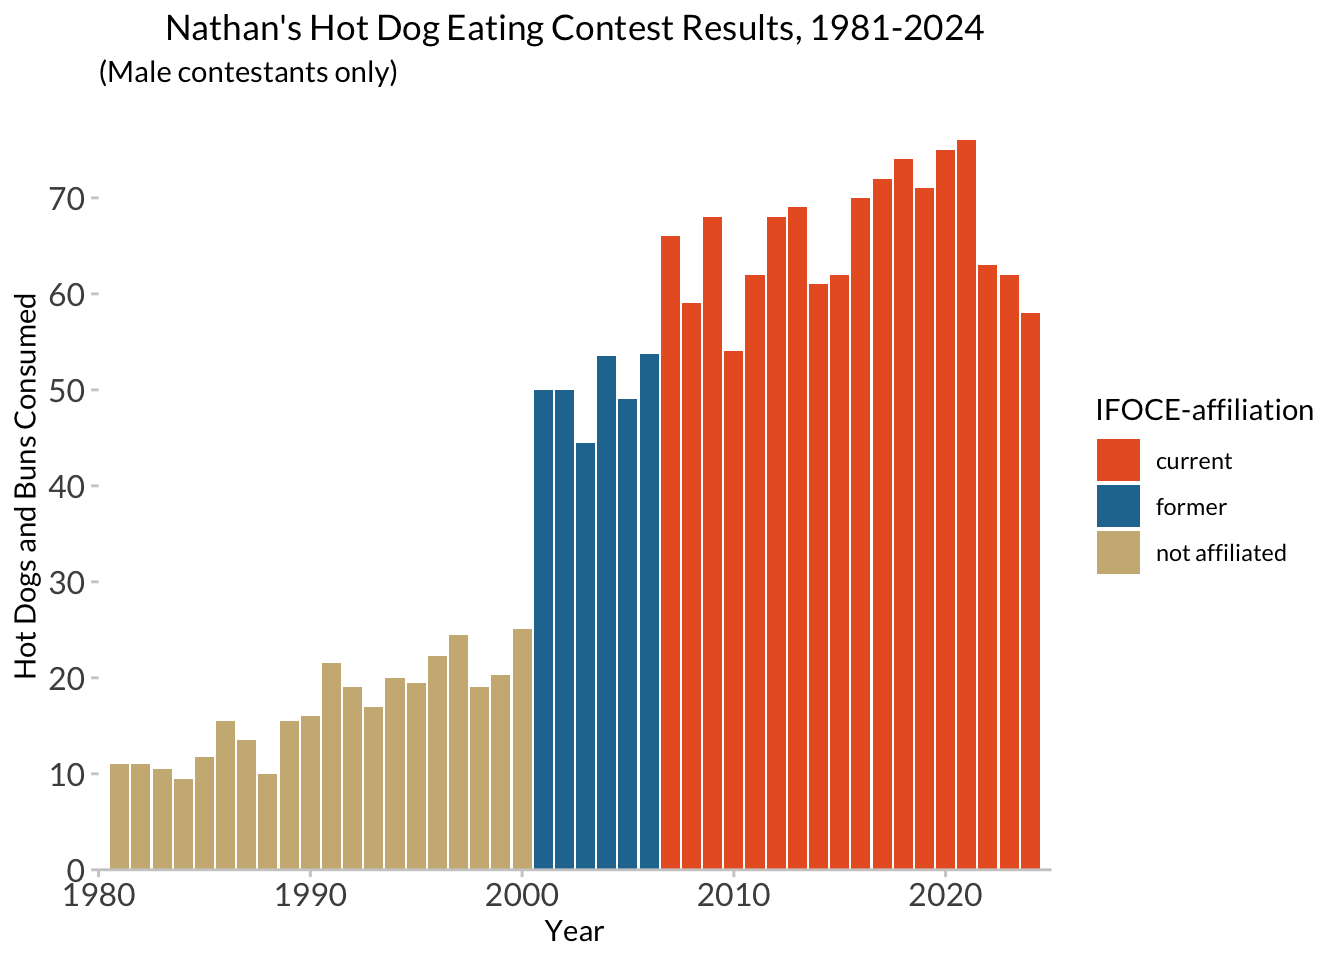 Nathan's Hot Dog Eating Contest Results, 1981-2024
(Male contestants only)
Hot Dogs and Buns Consumed
70
60
50
40
30
20
10
0
1980
1990
2000
2010
2020
Year
IFOCE-affiliation
current
former
not affiliated